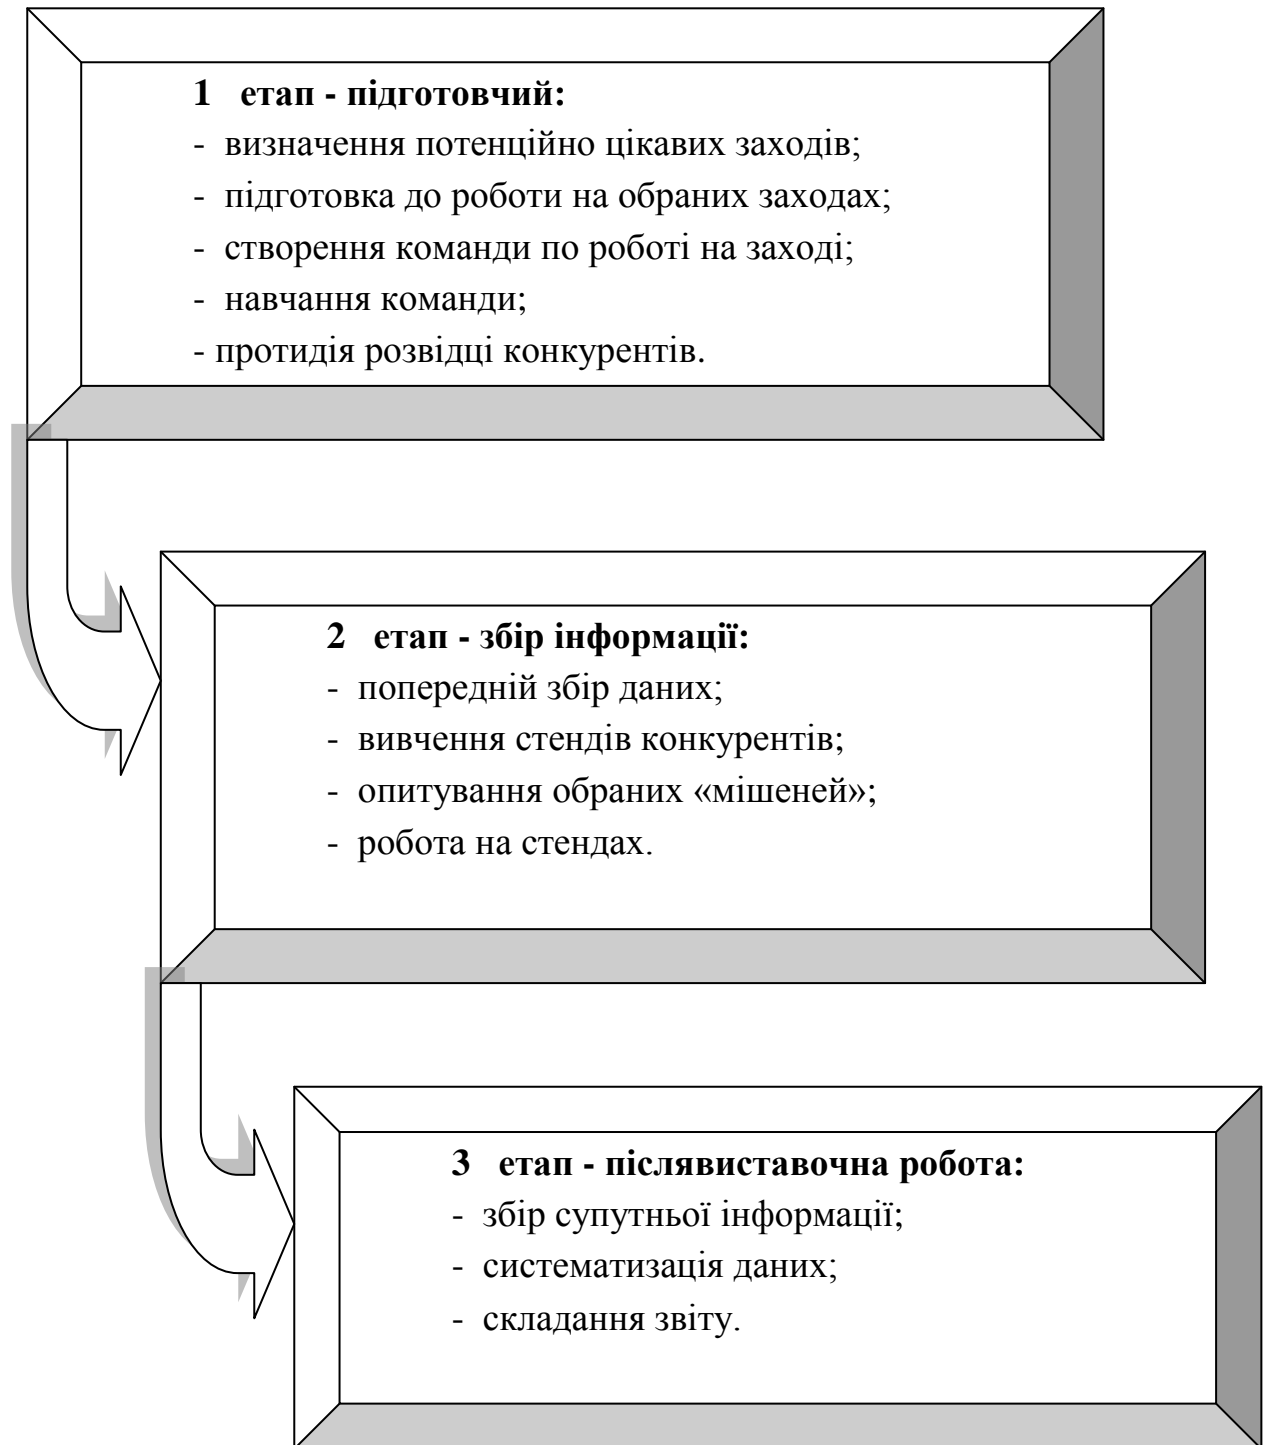 1 етап - підготовчий:
- визначення потенційно цікавих заходів;
- підготовка до роботи на обраних заходах;
- створення команди по роботі на заході;
- навчання команди;
- протидія розвідці конкурентів.
2 етап - збір інформації:
- попередній збір даних;
- вивчення стендів конкурентів;
- опитування обраних «мішеней»;
- робота на стендах.
3 етап - післявиставочна робота:
- збір супутньої інформації;
- систематизація даних;
- складання звіту.